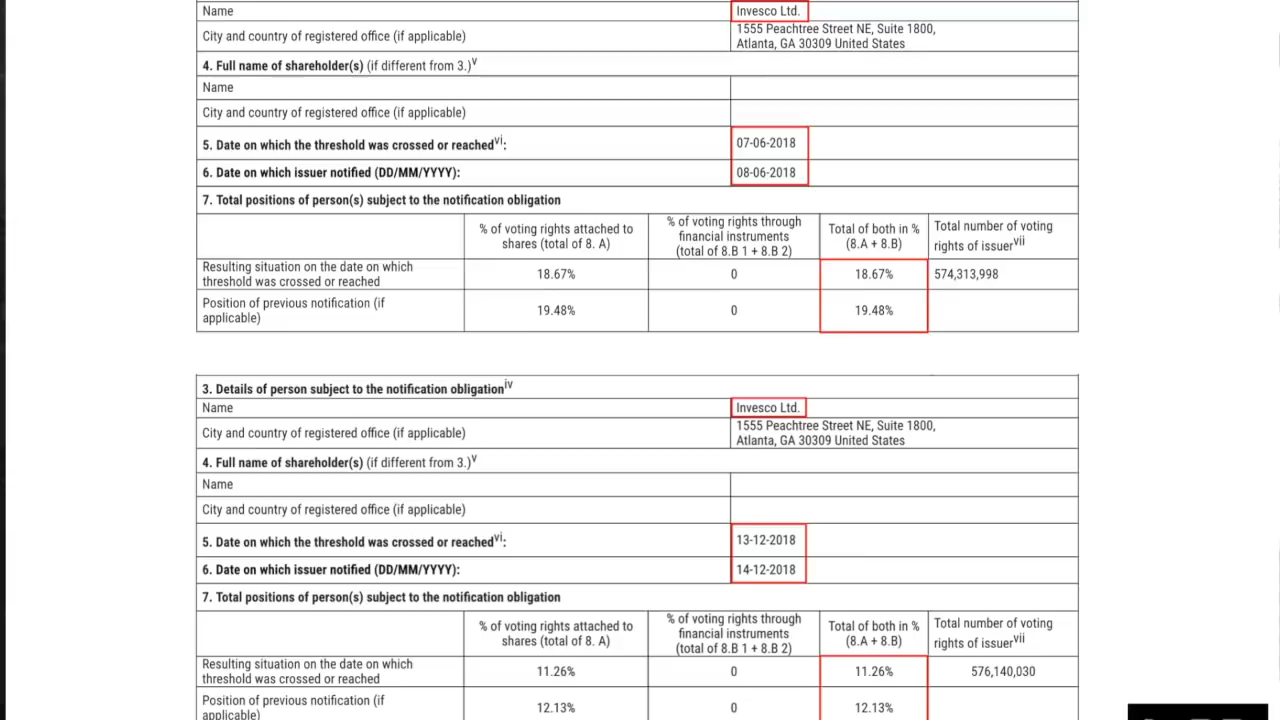 Name Invesco Ltd.
City and country of registered office (if applicable) 1555 Peachtree Street NE, Suite 1800,
Atlanta, GA 30309 United States
4. Full name of shareholder(s) (if different from 3.)v
Name
City and country of registered office (if applicable)
5. Date on which the threshold was crossed or reachedvi: 07-06-2018
6. Date on which issuer notified (DD/MM/YYYY): 08-06-2018
7. Total positions of person(s) subject to the notification obligation
% of voting rights attached to shares (total of 8. A)
% of voting rights through financial instruments (total of 8.B 1 + 8.B 2)
Total of both in % (8.A + 8.B)
Total number of voting rights of issuervii
Resulting situation on the date on which threshold was crossed or reached 18.67% 0 18.67% 574,313,998
Position of previous notification (if applicable) 19.48% 0 19.48%
3. Details of person subject to the notification obligationiv
Name Invesco Ltd.
City and country of registered office (if applicable) 1555 Peachtree Street NE, Suite 1800,
Atlanta, GA 30309 United States
4. Full name of shareholder(s) (if different from 3.)v
Name
City and country of registered office (if applicable)
5. Date on which the threshold was crossed or reachedvi: 13-12-2018
6. Date on which issuer notified (DD/MM/YYYY): 14-12-2018
7. Total positions of person(s) subject to the notification obligation
% of voting rights attached to shares (total of 8. A)
% of voting rights through financial instruments (total of 8.B 1 + 8.B 2)
Total of both in % (8.A + 8.B)
Total number of voting rights of issuervii
Resulting situation on the date on which threshold was crossed or reached 11.26% 0 11.26% 576,140,030
Position of previous notification (if applicable) 12.13% 0 12.13%